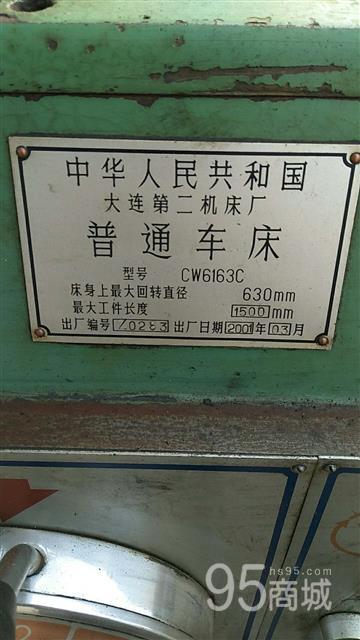 中华人民共和国
大连第二机床厂
普通车床
型号 CW6163C
床身上最大回转直径 630mm
最大工件长度 1500mm
出厂编号 10283 出厂日期 2001年03月
hs95.com
95商城